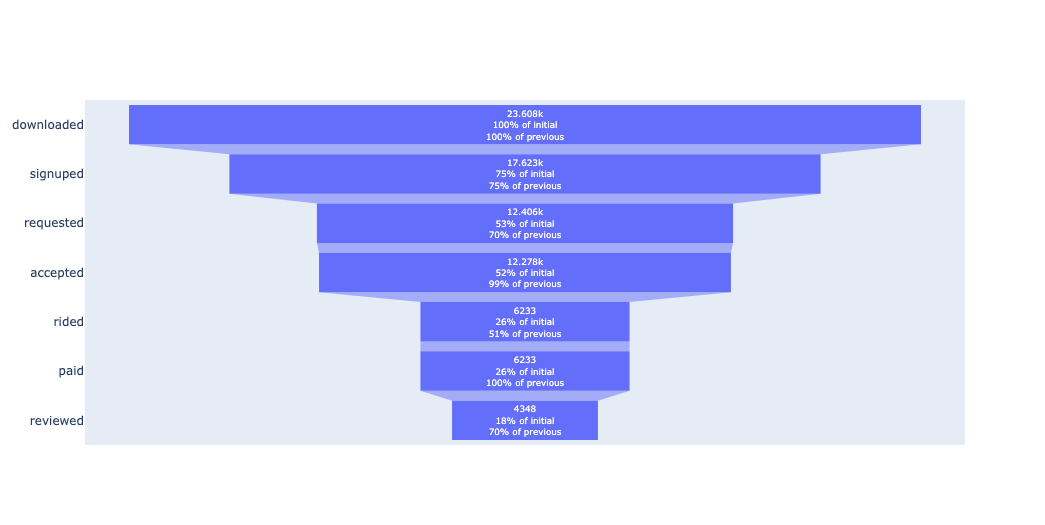 downloaded
23.608k
100% of initial
100% of previous
signuped
17.623k
75% of initial
75% of previous
requested
12.406k
53% of initial
70% of previous
accepted
12.278k
52% of initial
99% of previous
rided
6233
26% of initial
51% of previous
paid
6233
26% of initial
100% of previous
reviewed
4348
18% of initial
70% of previous